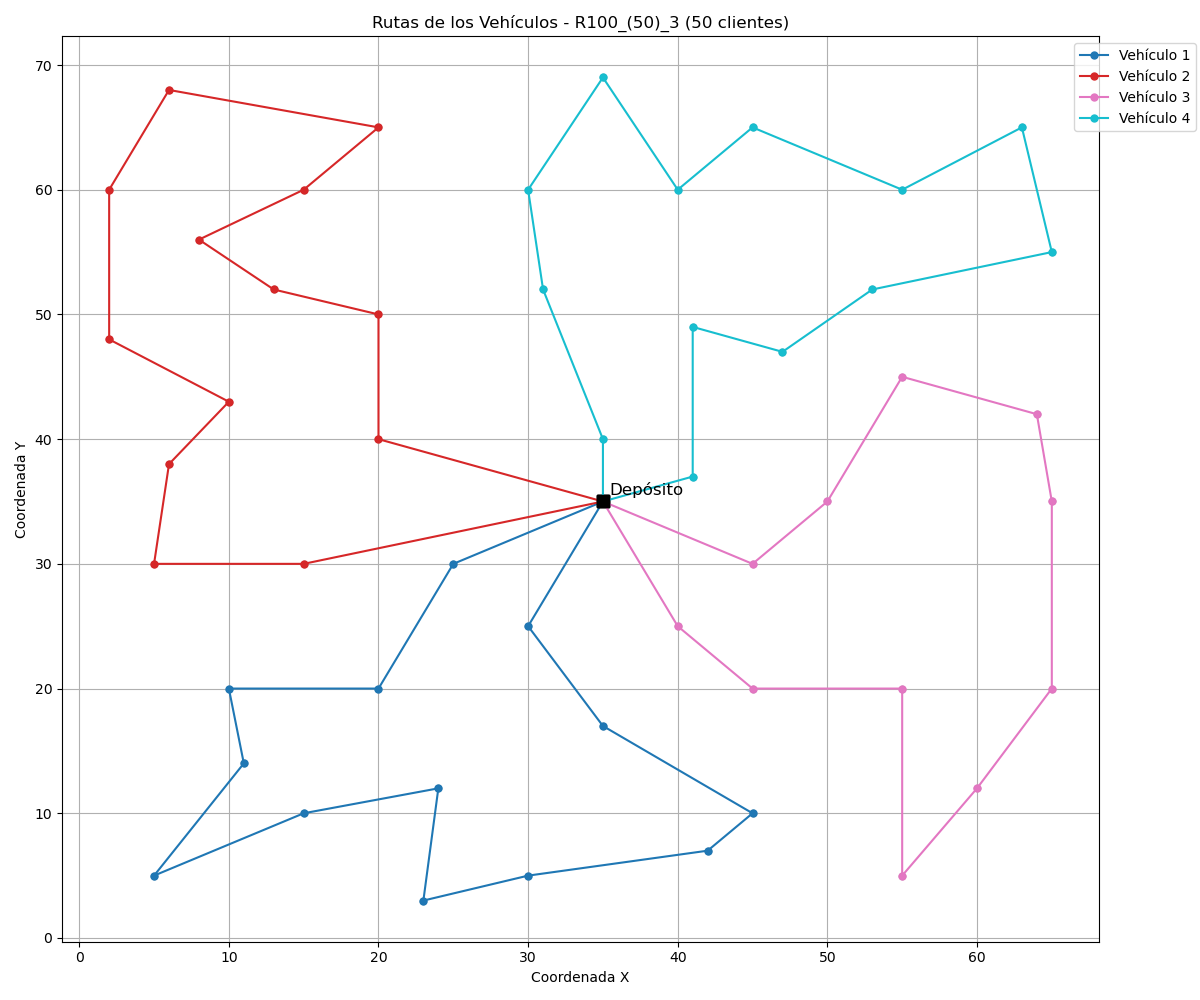 Rutas de los Vehículos - R100_(50)_3 (50 clientes)
Vehículo 1
Vehículo 2
Vehículo 3
Vehículo 4
70
60
50
40
30
20
10
0
Coordenada Y
Depósito
0 10 20 30 40 50 60
Coordenada X